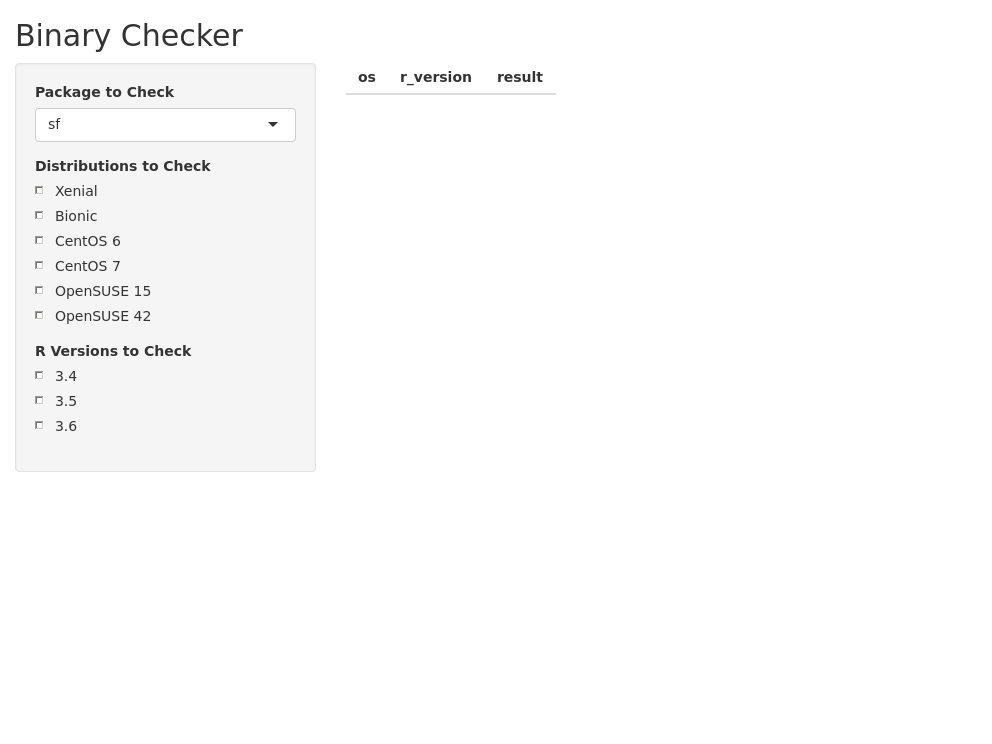 Binary Checker
Package to Check
sf
Distributions to Check
Xenial
Bionic
CentOS 6
CentOS 7
OpenSUSE 15
OpenSUSE 42
R Versions to Check
3.4
3.5
3.6
os r_version result